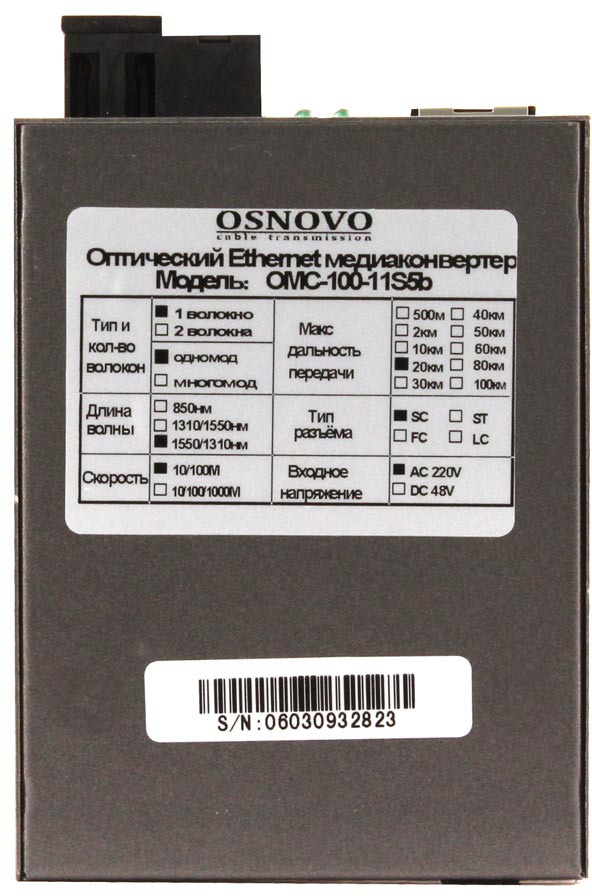 OSNOVO
cable transmission
Оптический Ethernet медиаконвертер
Модель: OMC-100-11S5b
Тип и кол-во волокон
■ 1 волокно
□ 2 волокна
■ одномод
□ многомод
Макс дальность передачи
□ 500м □ 40км
□ 2км □ 50км
□ 10км □ 60км
■ 20км □ 80км
□ 30км □ 100км
Длина волны
□ 850нм
□ 1310/1550нм
■ 1550/1310нм
Тип разъёма
■ SC □ ST
□ FC □ LC
Скорость
■ 10/100M
□ 10/100/1000M
Входное напряжение
■ AC 220V
□ DC 48V
S/N:06030932823